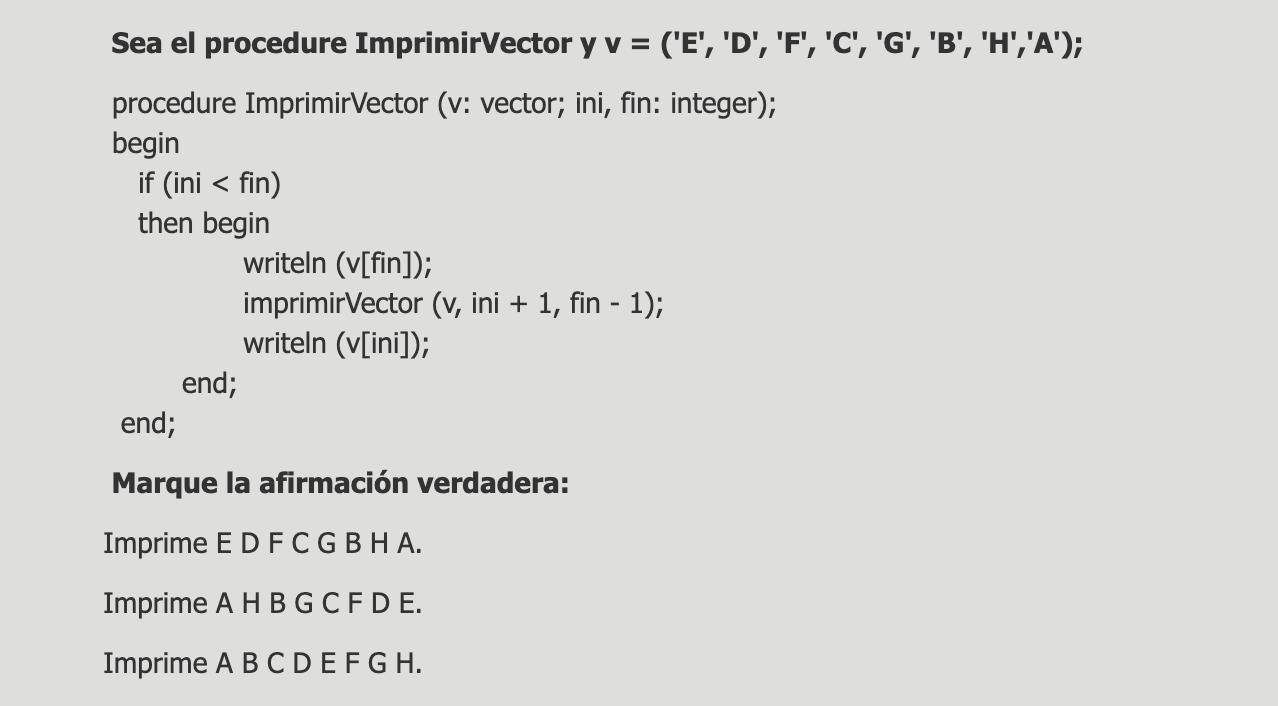 Sea el procedure ImprimirVector y v = ('E', 'D', 'F', 'C', 'G', 'B', 'H','A');
procedure ImprimirVector (v: vector; ini, fin: integer);
begin
if (ini < fin)
then begin
writeln (v[fin]);
imprimirVector (v, ini + 1, fin - 1);
writeln (v[ini]);
end;
end;
Marque la afirmación verdadera:
Imprime E D F C G B H A.
Imprime A H B G C F D E.
Imprime A B C D E F G H.